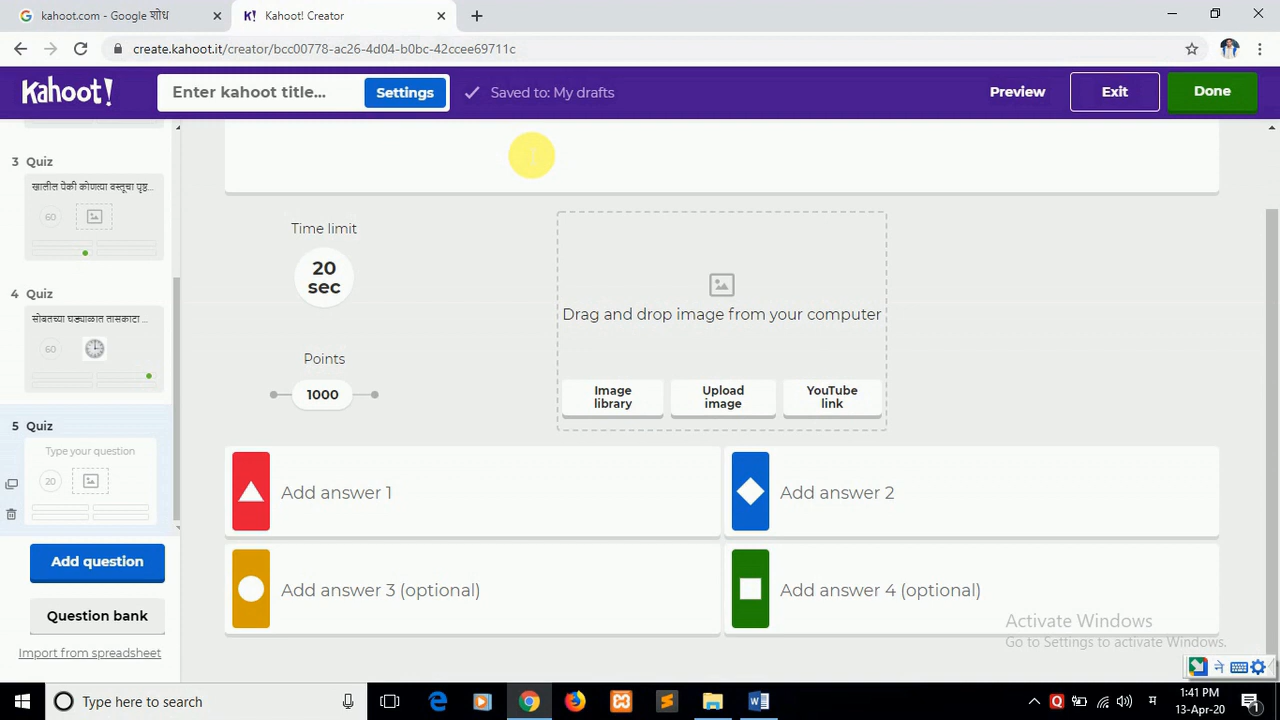 kahoot.com - Google शोध
K! Kahoot! Creator
create.kahoot.it/creator/bcc00778-ac26-4d04-b0bc-42ccee69711c
Kahoot!
Enter kahoot title...
Settings
Saved to: My drafts
Preview
Exit
Done
3 Quiz
खालील पैकी कोणत्या वस्तूचा पृष्ठ...
60
4 Quiz
सोबतच्या घड्याळात तासकाटा ...
60
5 Quiz
Type your question
20
Add question
Question bank
Import from spreadsheet
Time limit
20
sec
Points
1000
Drag and drop image from your computer
Image
library
Upload
image
YouTube
link
Add answer 1
Add answer 2
Add answer 3 (optional)
Add answer 4 (optional)
Activate Windows
Go to Settings to activate Windows.
ने
Type here to search
म
1:41 PM
13-Apr-20
1